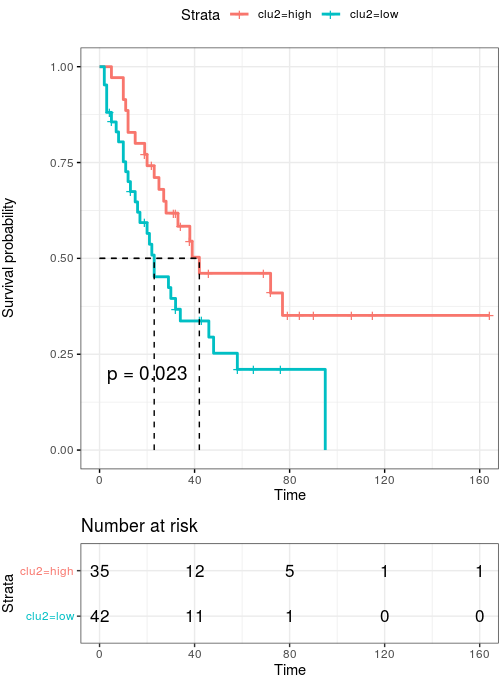 Strata clu2=high clu2=low
1.00
0.75
0.50
0.25
0.00
Survival probability
p = 0.023
0 40 80 120 160
Time
Number at risk
Strata
clu2=high 35 12 5 1 1
clu2=low 42 11 1 0 0
0 40 80 120 160
Time